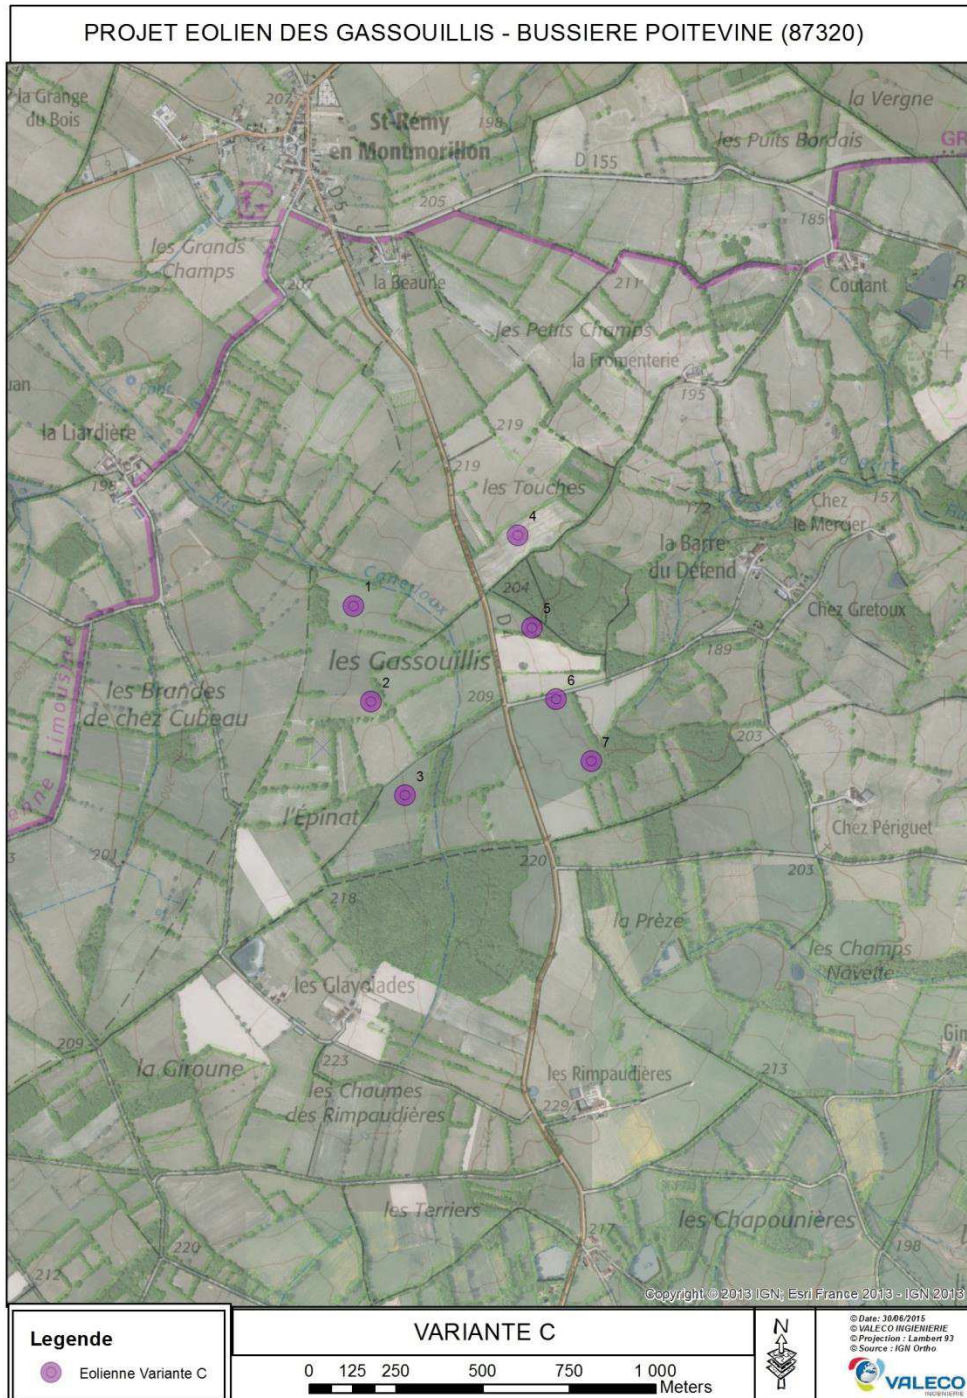 PROJET EOLIEN DES GASSOUILLIS - BUSSIERE POITEVINE (87320)
la Grange
du Bois
207
St-Rémy
en Montmorillon
198
la Vergne
les Puits Bordais
GR
D 155
D 5
205
185
les Grands
Champs
207
la Beaune
211
Coutant
les Petits Champs
la Fromenterie
195
la Liardière
219
219
les Touches
172
157
Chez
le Mercier
4
la Barre
du Défend
204
1
5
D
Chez Gretoux
les Gassouillis
189
les Brandes
de chez Cubeau
2
209
6
203
7
3
l'Épinat
Chez Périguet
201
220
203
218
la Prèze
les Champs
Navette
les Glayolades
209
la Giroune
223
les Rimpaudières
213
les Chaumes
des Rimpaudières
229
les Terriers
217
les Chapounières
220
198
212
Copyright © 2013 IGN; Esri France 2013 - IGN 2013
Legende
Eolienne Variante C
VARIANTE C
0 125 250 500 750 1 000
Meters
N
© Date: 30/06/2015
© VALECO INGIENIERIE
© Projection : Lambert 93
© Source : IGN Ortho
VALECO
INGENIERIE